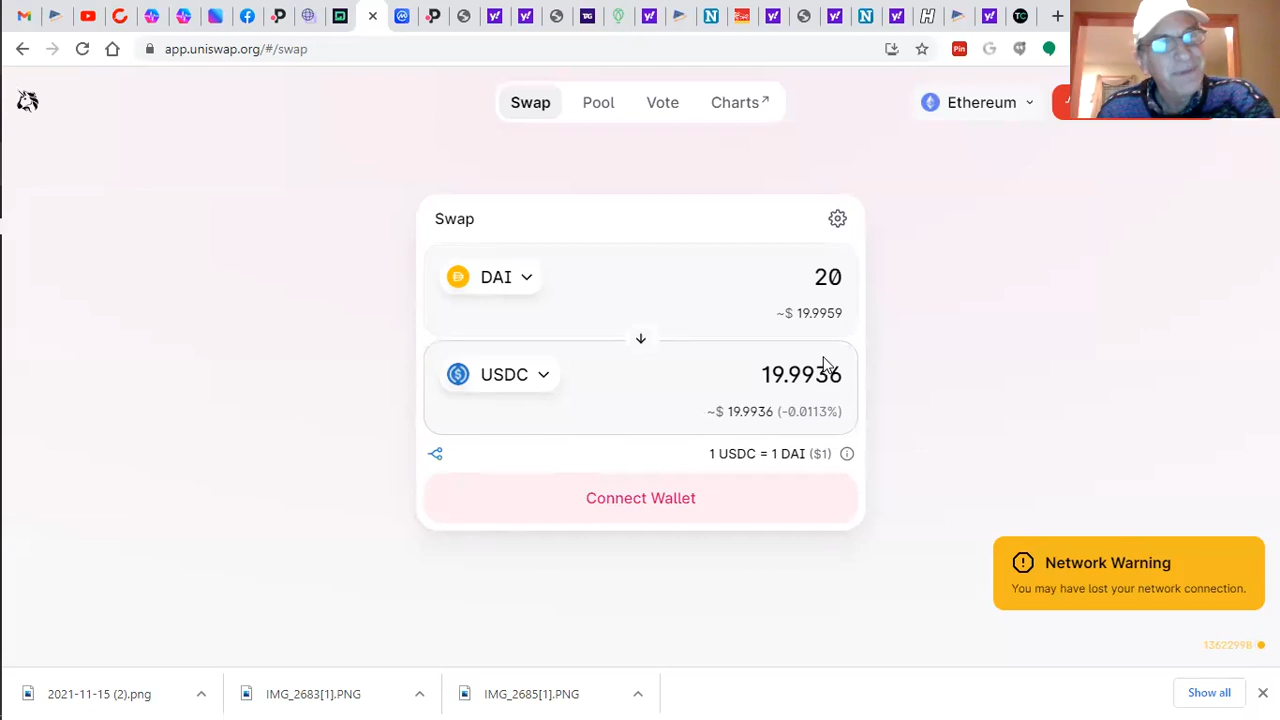 app.uniswap.org/#/swap
Pin
Swap
Pool
Vote
Charts↗
Ethereum
Swap
DAI
20
~$ 19.9959
USDC
19.9936
~$ 19.9936 (-0.0113%)
1 USDC = 1 DAI ($1)
Connect Wallet
Network Warning
You may have lost your network connection.
13622998
2021-11-15 (2).png
IMG_2683[1].PNG
IMG_2685[1].PNG
Show all